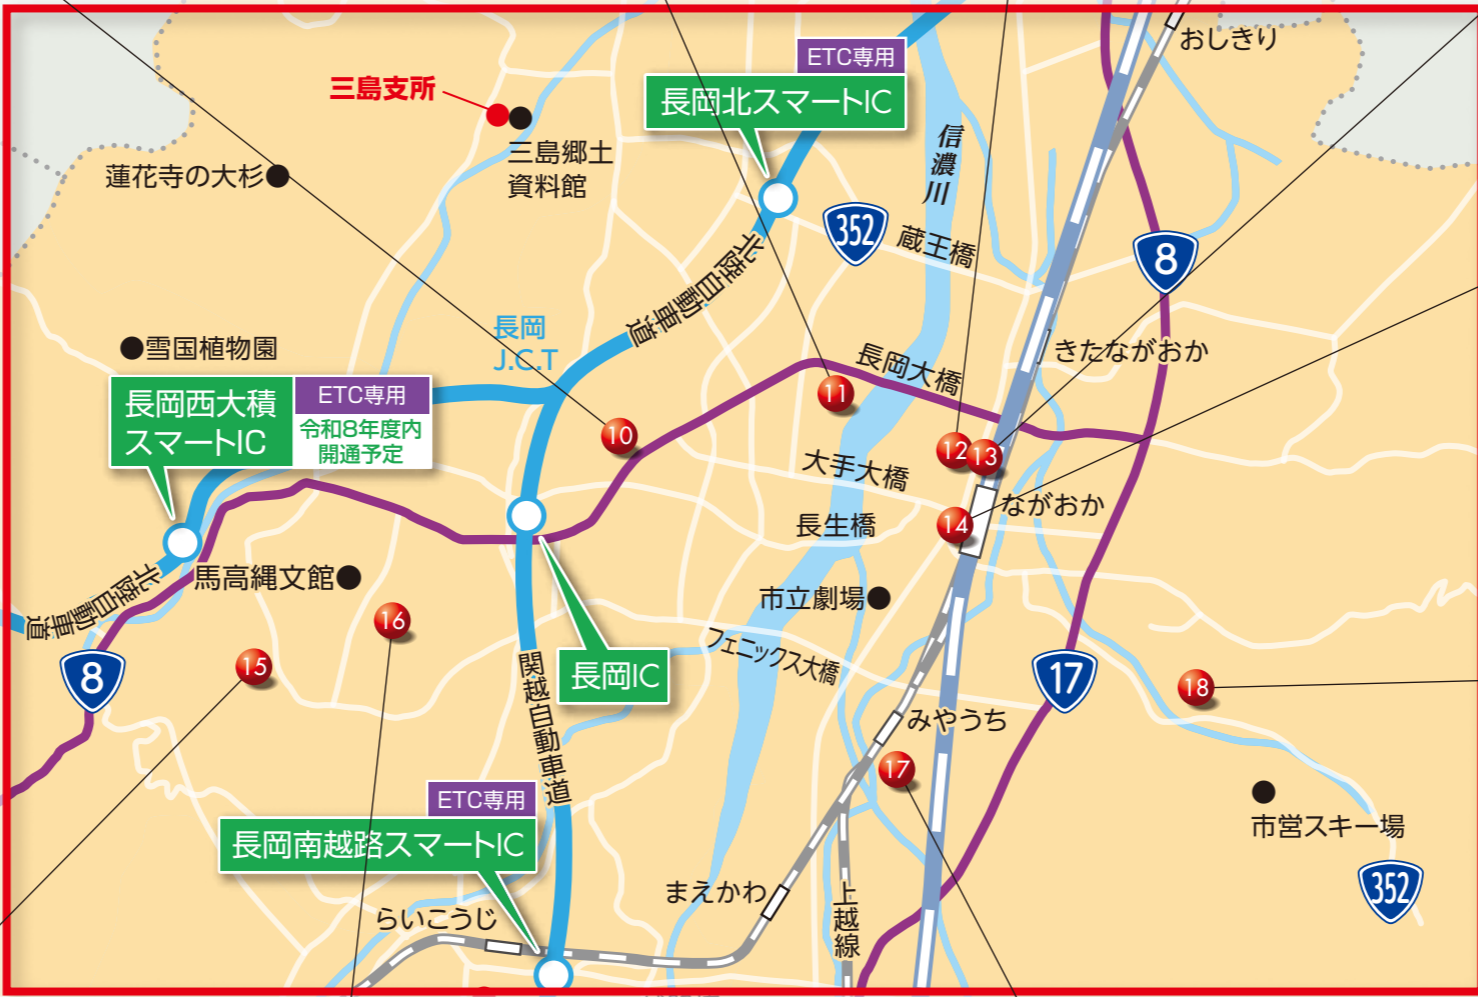 おしきり
ETC専用
長岡北スマートIC
三島支所
三島郷土
資料館
蓮花寺の大杉
信濃川
352
蔵王橋
8
北陸自動車道
長岡
J.C.T
雪国植物園
きたながおか
長岡大橋
長岡西大積
スマートIC
ETC専用
令和8年度内
開通予定
10
11
12
13
大手大橋
ながおか
14
長生橋
北陸自動車道
馬高縄文館
市立劇場
16
15
8
フェニックス大橋
長岡IC
関越自動車道
17
18
みやうち
17
ETC専用
長岡南越路スマートIC
市営スキー場
352
まえかわ
上越線
らいこうじ